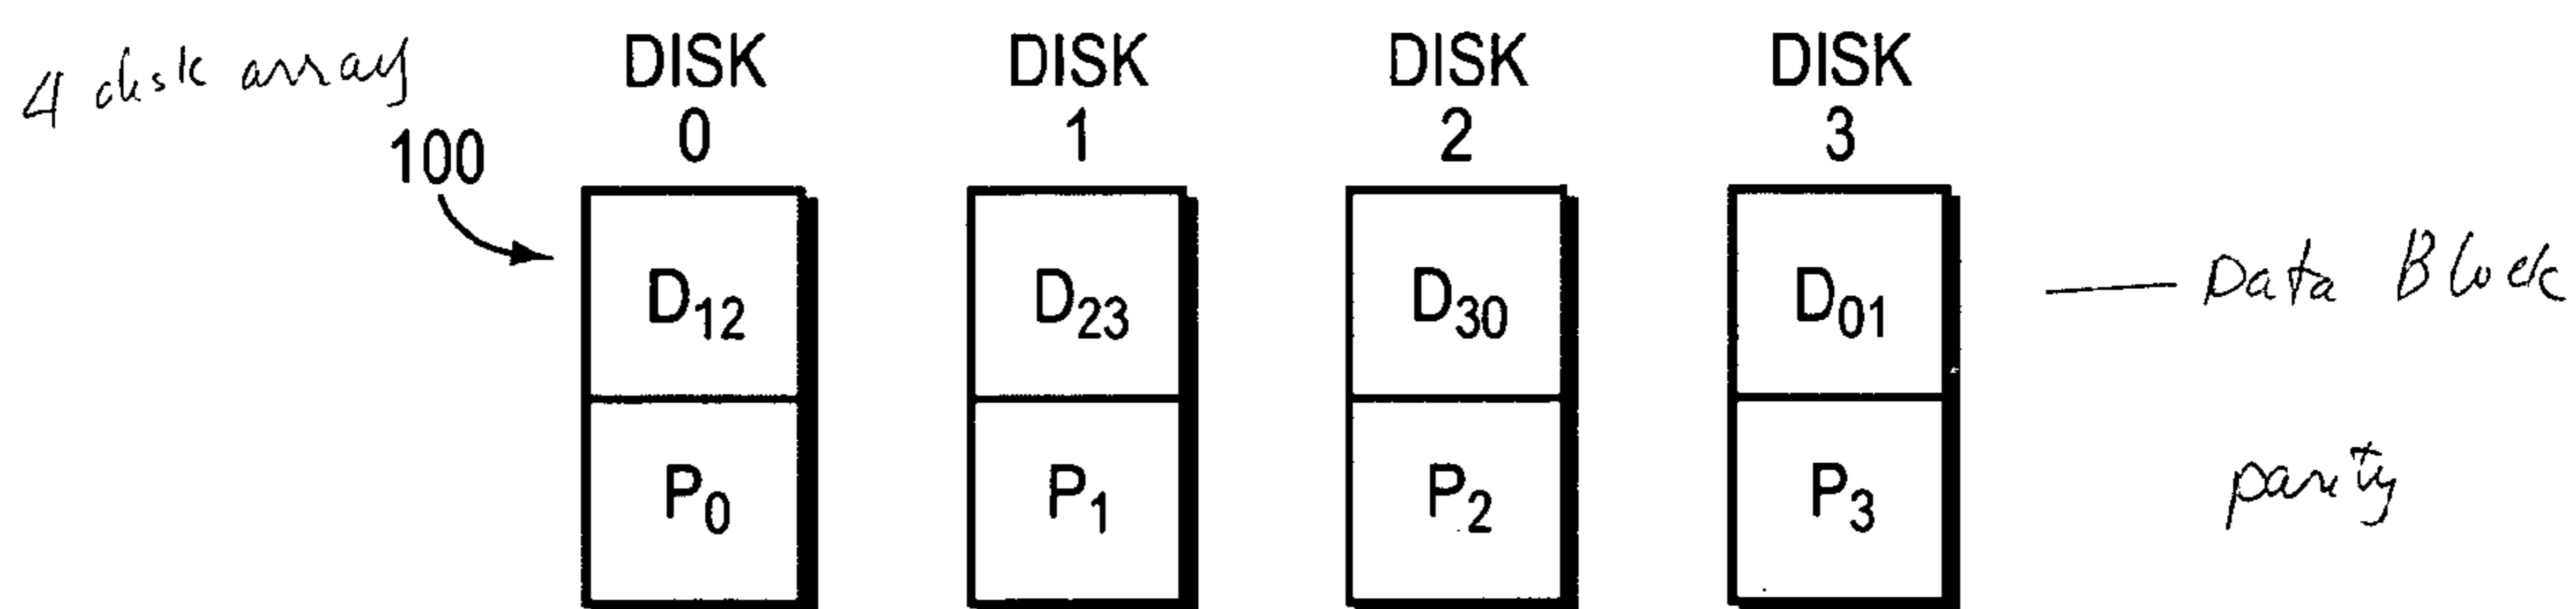 4 disk array
100
DISK 0
DISK 1
DISK 2
DISK 3
D₁₂ D₂₃ D₃₀ D₀₁ — Data Block
P₀ P₁ P₂ P₃ parity